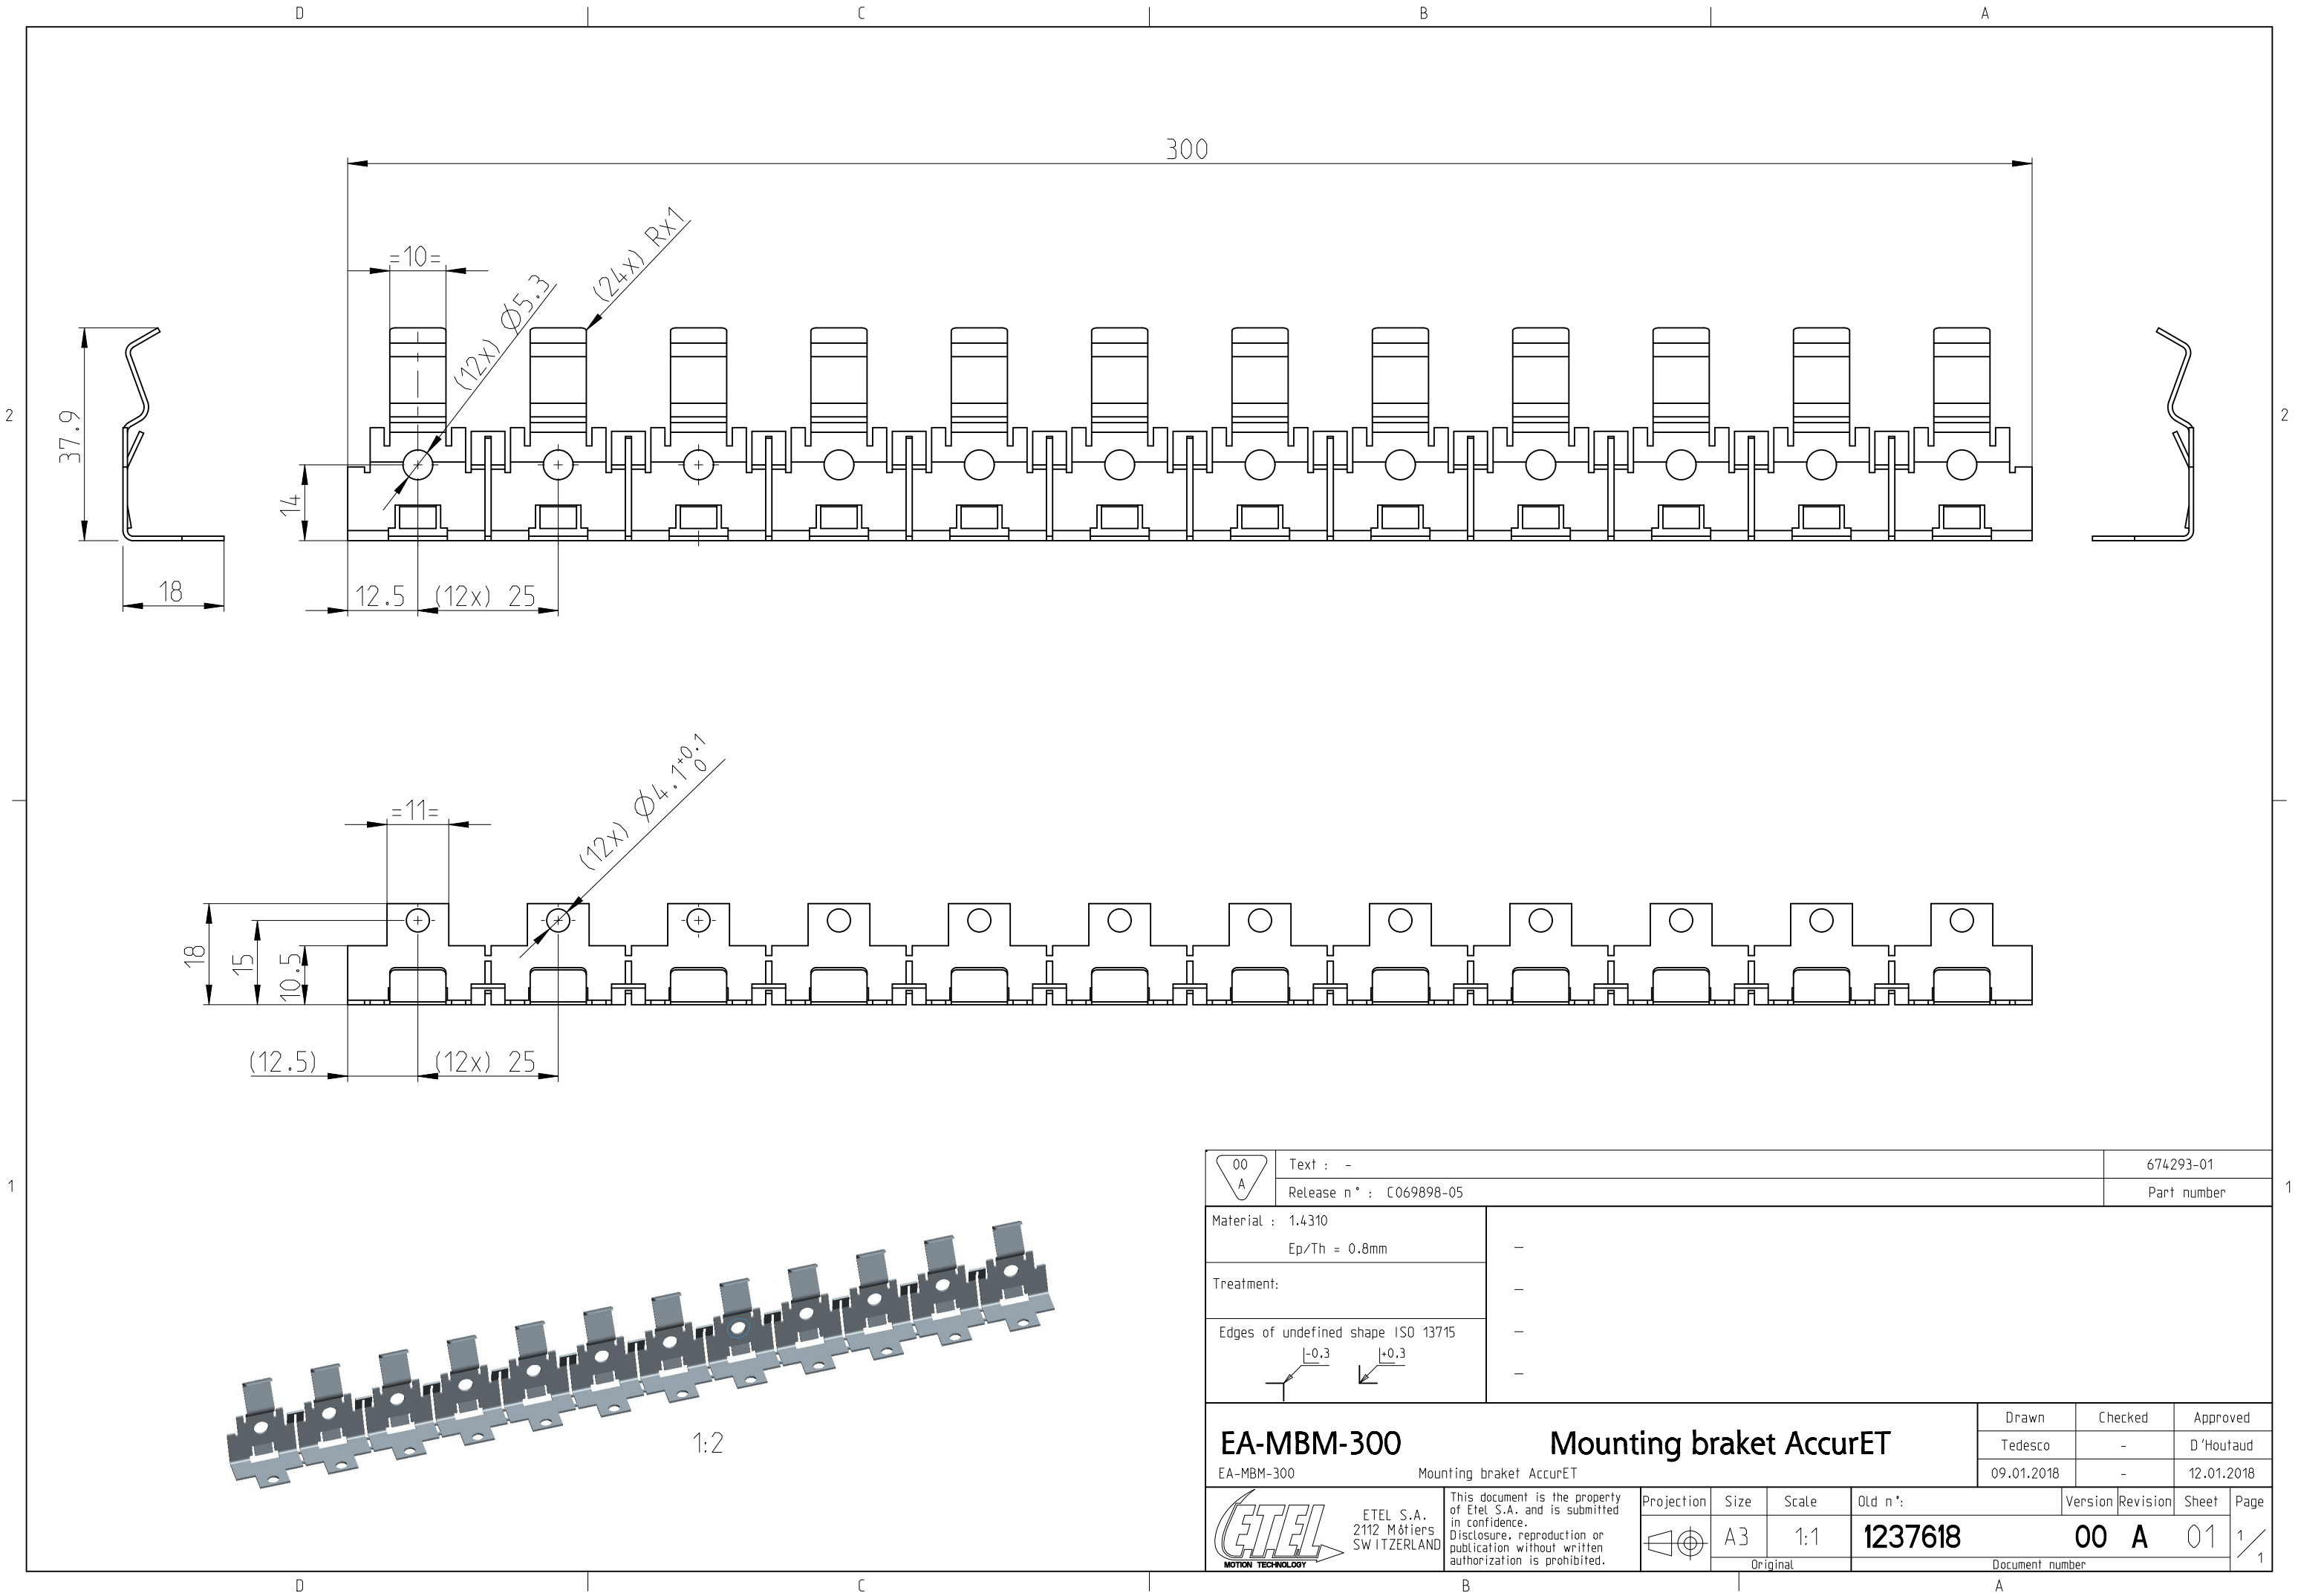 D C B A
300
=10=
(12x) Ø5.3
(24x) Rx1
2 2
37.9
14
18
12.5 (12x) 25
=11=
(12x) Ø4.1 +0.1 0
18
15
10.5
(12.5) (12x) 25
1 1
00 A
Text : - 674293-01
Release n° : C069898-05 Part number
Material : 1.4310
Ep/Th = 0.8mm
-
Treatment:
-
Edges of undefined shape ISO 13715
-
-0.3 +0.3
-
1:2
EA-MBM-300 Mounting braket AccurET
EA-MBM-300 Mounting braket AccurET
Drawn Checked Approved
Tedesco - D'Houtaud
09.01.2018 - 12.01.2018
ETEL
MOTION TECHNOLOGY
ETEL S.A.
2112 Môtiers
SWITZERLAND
This document is the property
of Etel S.A. and is submitted
in confidence.
Disclosure, reproduction or
publication without written
authorization is prohibited.
Projection Size Scale Old n°: Version Revision Sheet Page
A3 1:1 1237618 00 A 01 1/1
Original Document number
D C B A